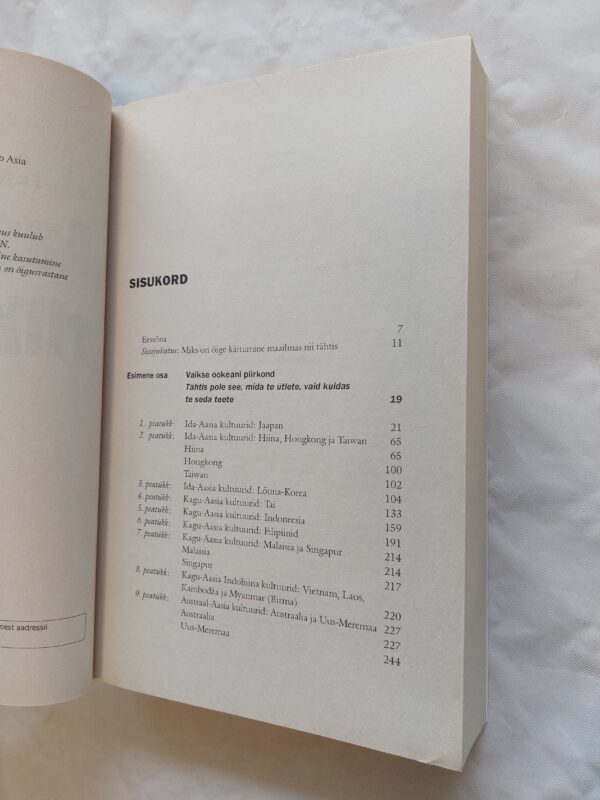 o Asia
us kuulub
N.
ne kasutamine
on õigusvastane
nest aadressil
SISUKORD
Eessõna 7
Sissejuhatus: Miks on õige käitumine maailmas nii tähtis 11
Esimene osa Vaikse ookeani piirkond
Tähtis pole see, mida te ütlete, vaid kuidas
te seda teete 19
1. peatükk: Ida-Aasia kultuurid: Jaapan 21
2. peatükk: Ida-Aasia kultuurid: Hiina, Hongkong ja Taiwan 65
Hiina 65
Hongkong 100
Taiwan 102
3. peatükk: Ida-Aasia kultuurid: Lõuna-Korea 104
4. peatükk: Kagu-Aasia kultuurid: Tai 133
5. peatükk: Kagu-Aasia kultuurid: Indoneesia 159
6. peatükk: Kagu-Aasia kultuurid: Filipiinid 191
7. peatükk: Kagu-Aasia kultuurid: Malaisia ja Singapur 214
Malaisia 214
Singapur 217
8. peatükk: Kagu-Aasia Indohiina kultuurid: Vietnam, Laos,
Kambodža ja Myanmar (Birma) 220
9. peatükk: Austraal-Aasia kultuurid: Austraalia ja Uus-Meremaa 227
Austraalia 227
Uus-Meremaa 244